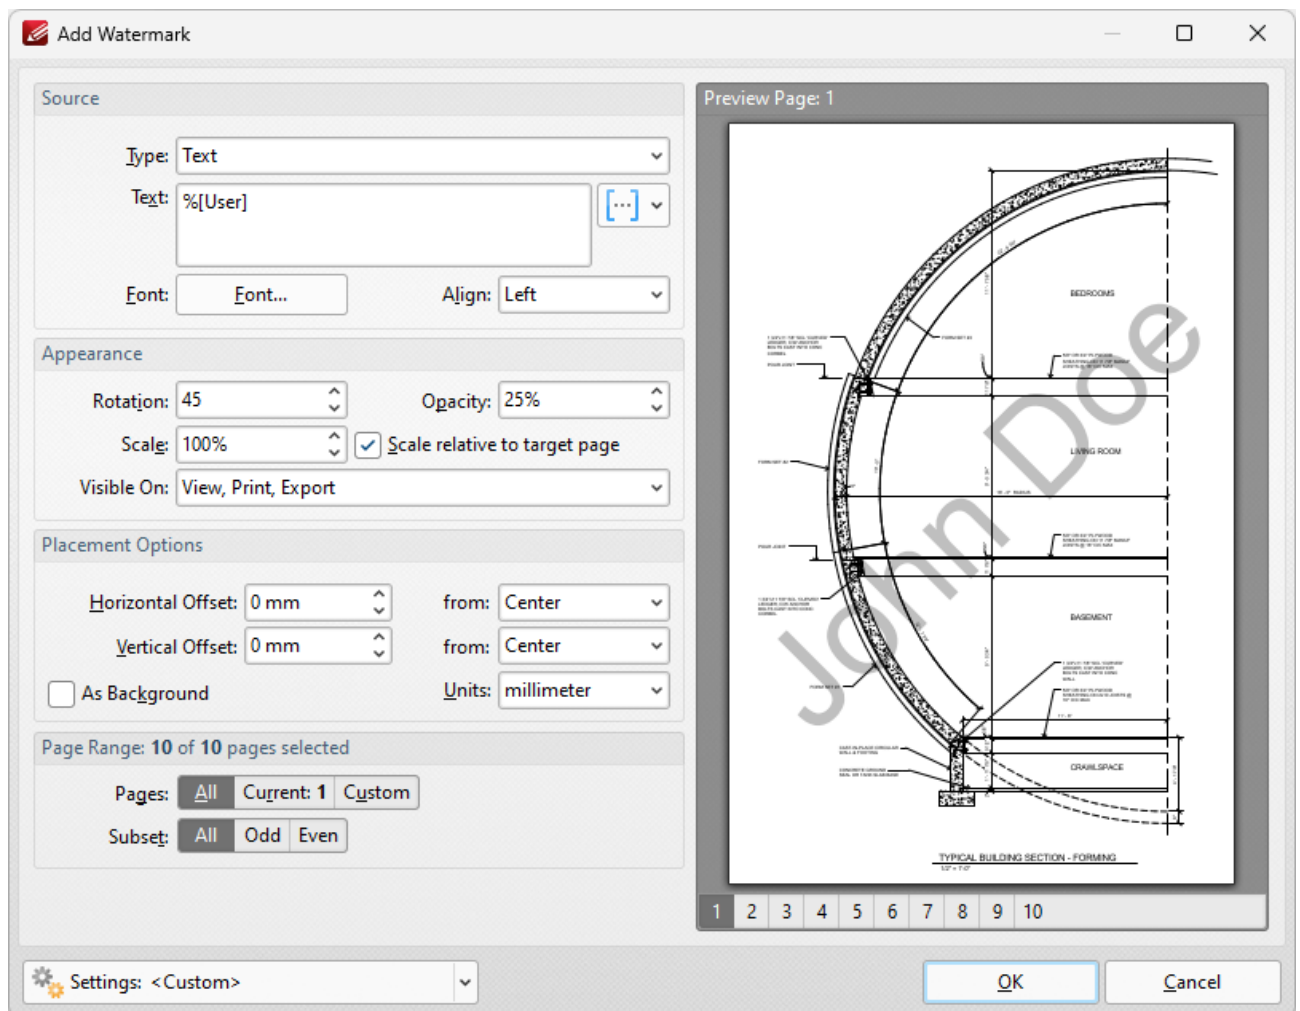 Add Watermark
Source
Type: Text
Text: %[User]
Font: Font...
Align: Left
Appearance
Rotation: 45
Opacity: 25%
Scale: 100%
Scale relative to target page
Visible On: View, Print, Export
Placement Options
Horizontal Offset: 0 mm
from: Center
Vertical Offset: 0 mm
from: Center
As Background
Units: millimeter
Page Range: 10 of 10 pages selected
Pages: All Current: 1 Custom
Subset: All Odd Even
Preview Page: 1
BEDROOMS
LIVING ROOM
BASEMENT
CRAWLSPACE
John Doe
TYPICAL BUILDING SECTION - FORMING
1 2 3 4 5 6 7 8 9 10
Settings: <Custom>
OK
Cancel